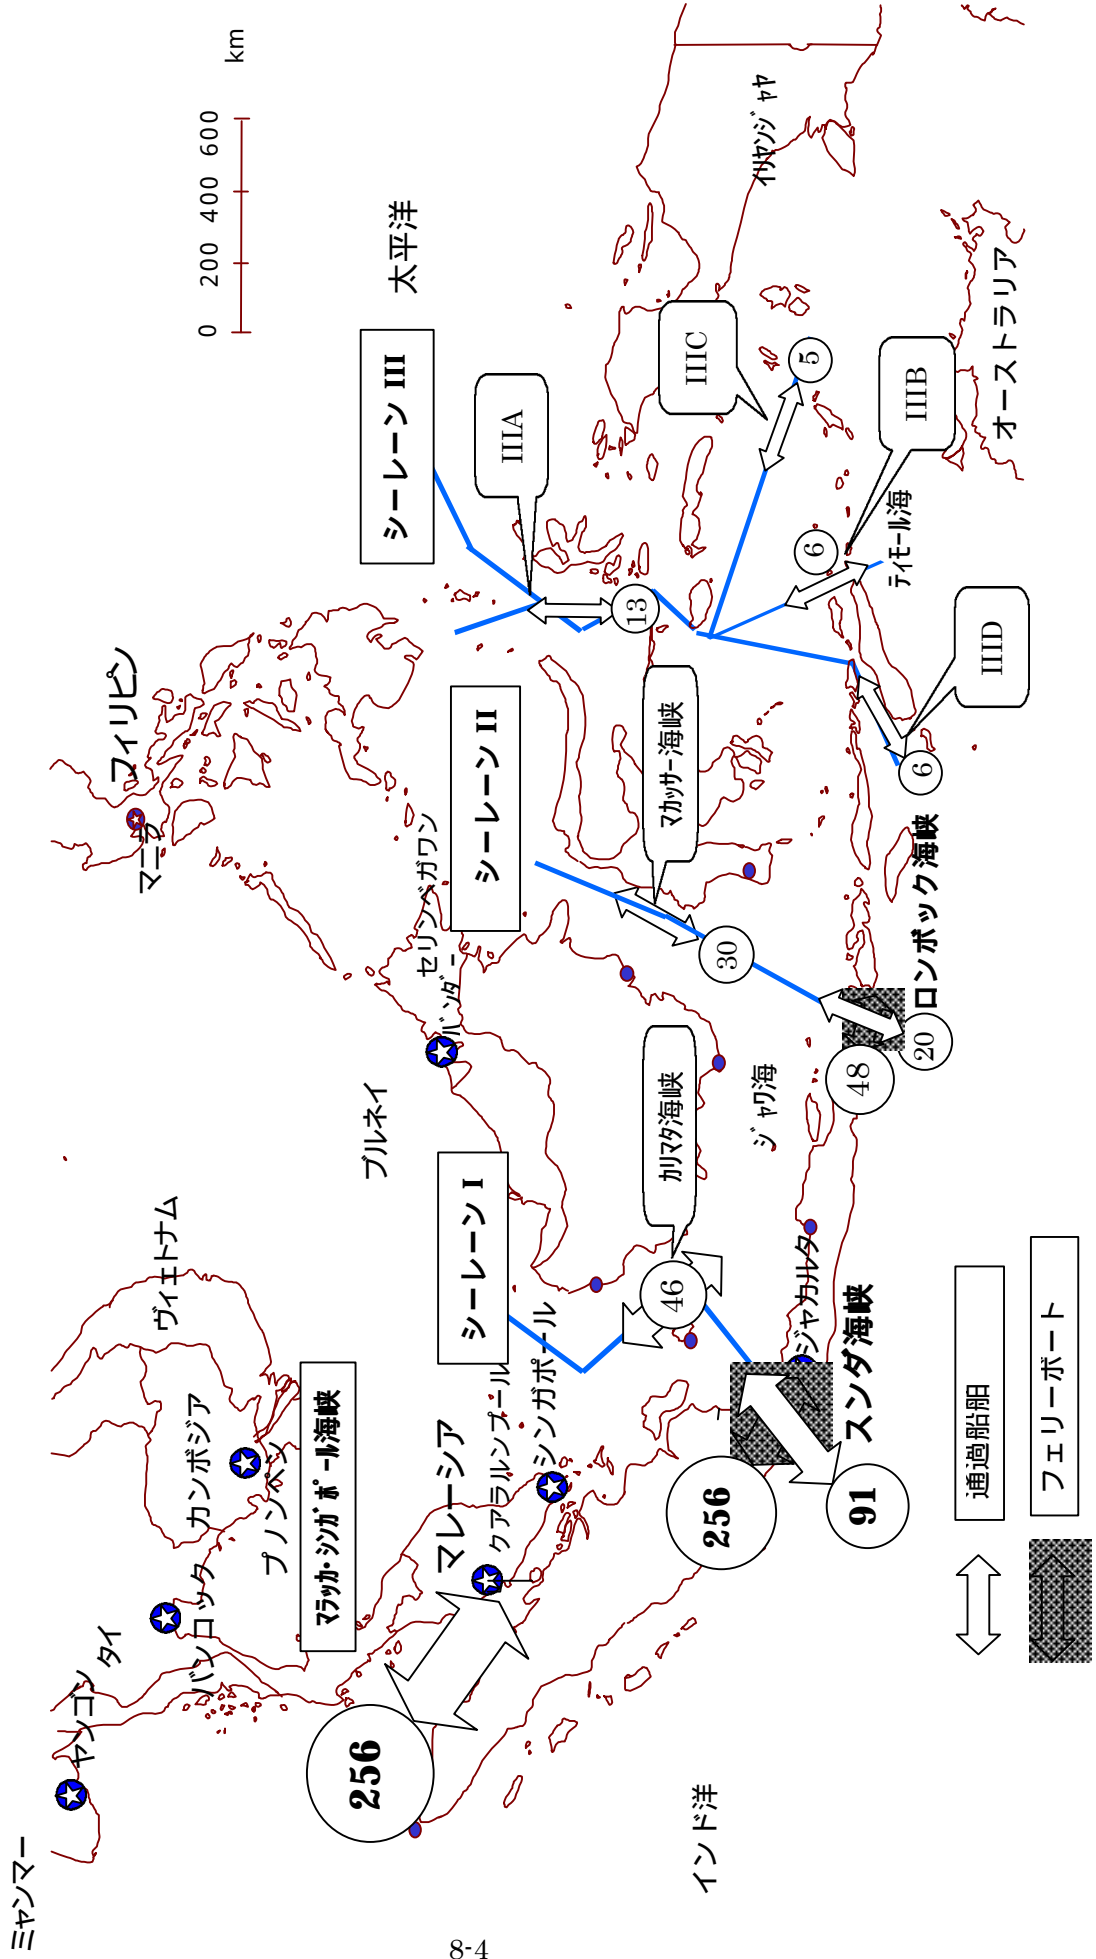 ミャンマー
ヤンゴン
タイ
バンコック
カンボジア
プノンペン
ヴィエトナム
マニラ
フィリピン
0 200 400 600 km
太平洋
マラッカ・シンガポール海峡
マレーシア
クアラルンプール
シンガポール
ブルネイ
バンダー
セリンベガワン
シーレーン I
シーレーン II
シーレーン III
IIIA
IIIC
IIIB
IIID
カリマタ海峡
マカッサー海峡
256
46
30
13
5
6
6
イリヤンジャヤ
ジャワ海
ティモール海
オーストラリア
ジャカルタ
256
91
スンダ海峡
48
20
ロンボック海峡
インド洋
通過船舶
フェリーボート
8-4